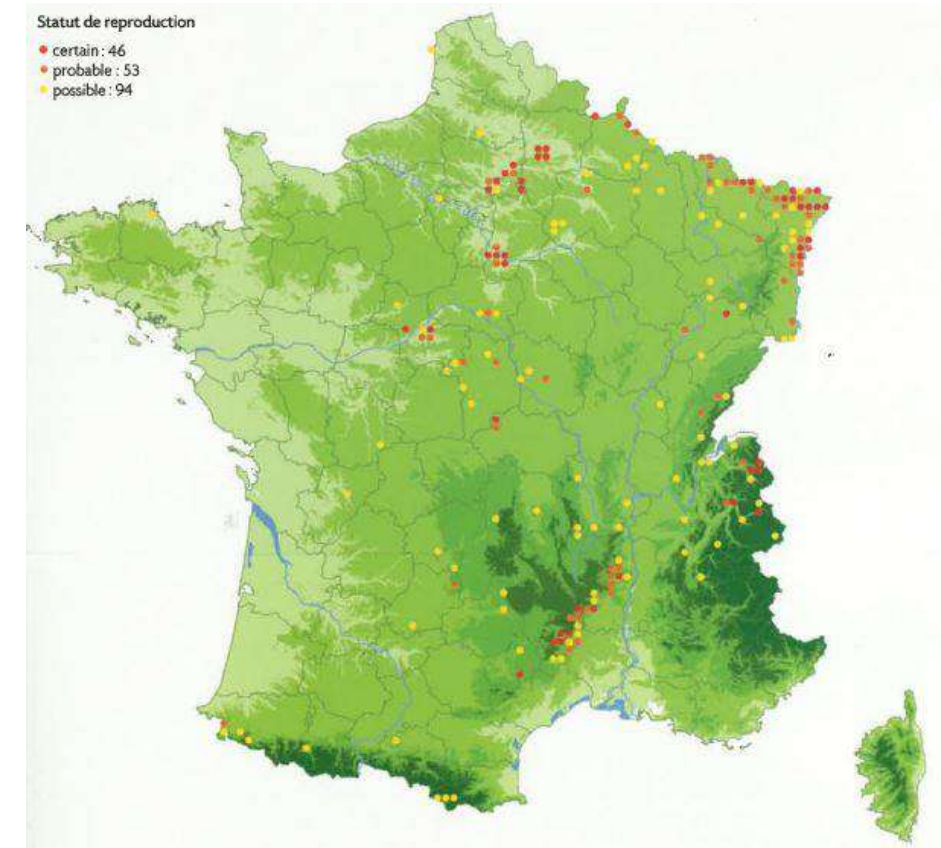 Statut de reproduction
certain : 46
probable : 53
possible : 94